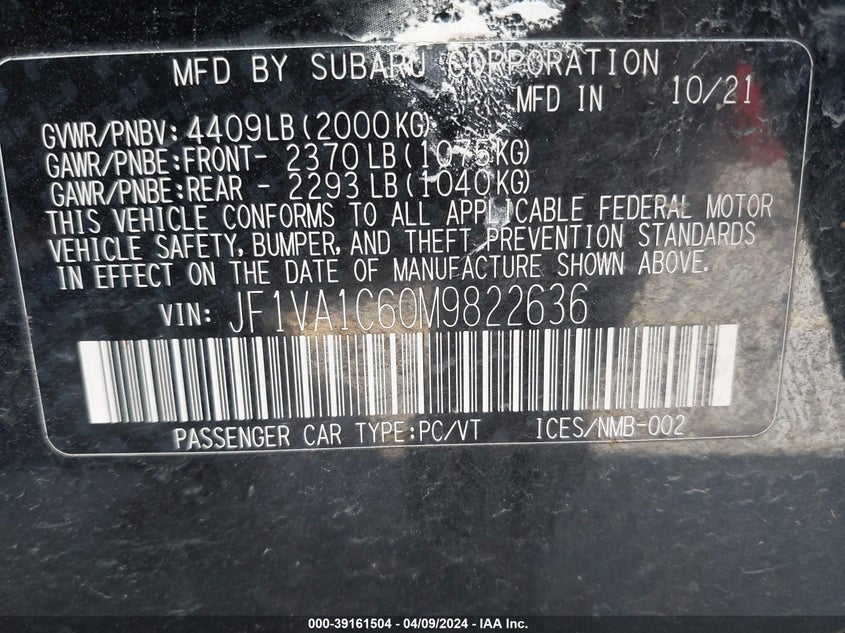 MFD BY SUBARU CORPORATION
MFD IN 10/21
GVWR/PNBV: 4409LB(2000KG)
GAWR/PNBE:FRONT- 2370LB(1075KG)
GAWR/PNBE:REAR - 2293LB(1040KG)
THIS VEHICLE CONFORMS TO ALL APPLICABLE FEDERAL MOTOR
VEHICLE SAFETY, BUMPER, AND THEFT PREVENTION STANDARDS
IN EFFECT ON THE DATE OF MANUFACTURE SHOWN ABOVE.
VIN: JF1VA1C60M9822636
PASSENGER CAR TYPE:PC/VT ICES/NMB-002
000-39161504 - 04/09/2024 - IAA Inc.